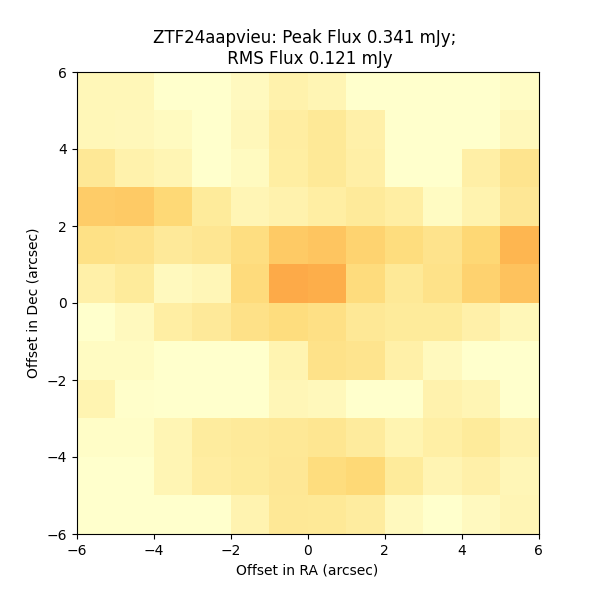 ZTF24aapvieu: Peak Flux 0.341 mJy;
RMS Flux 0.121 mJy
6
4
2
0
−2
−4
−6
Offset in Dec (arcsec)
−6 −4 −2 0 2 4 6
Offset in RA (arcsec)